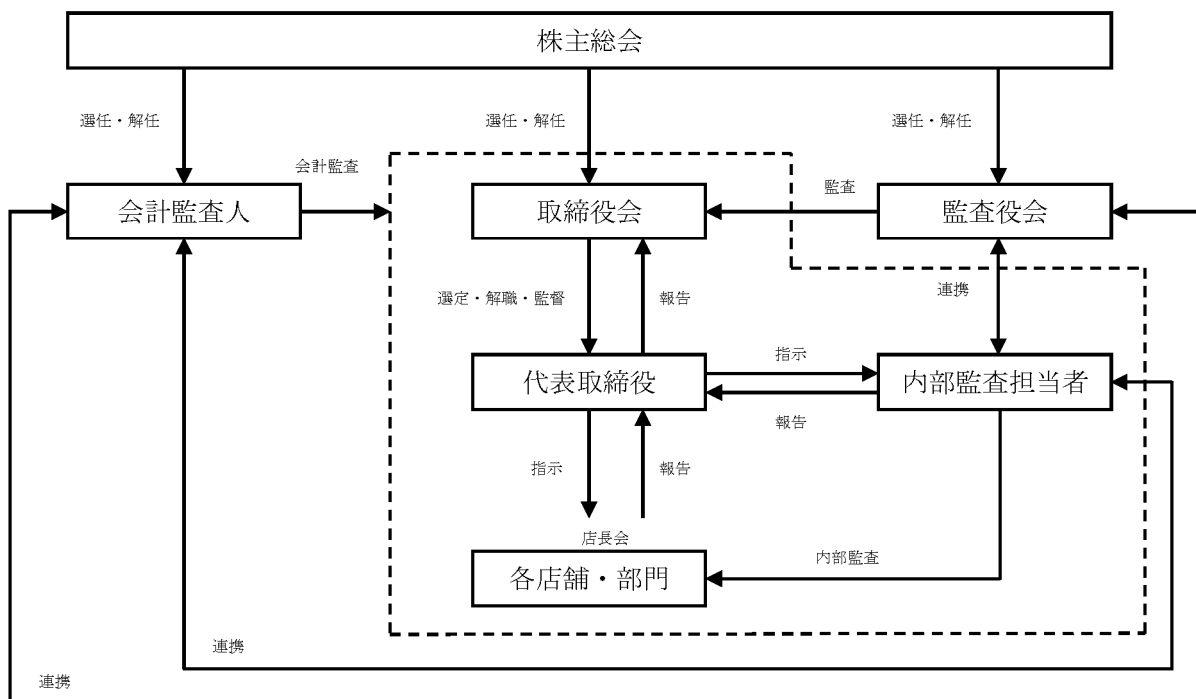 株主総会
選任・解任
選任・解任
選任・解任
会計監査
会計監査人
取締役会
監査
監査役会
選定・解職・監督
報告
連携
代表取締役
指示
報告
内部監査担当者
指示
報告
店長会
各店舗・部門
内部監査
連携
連携